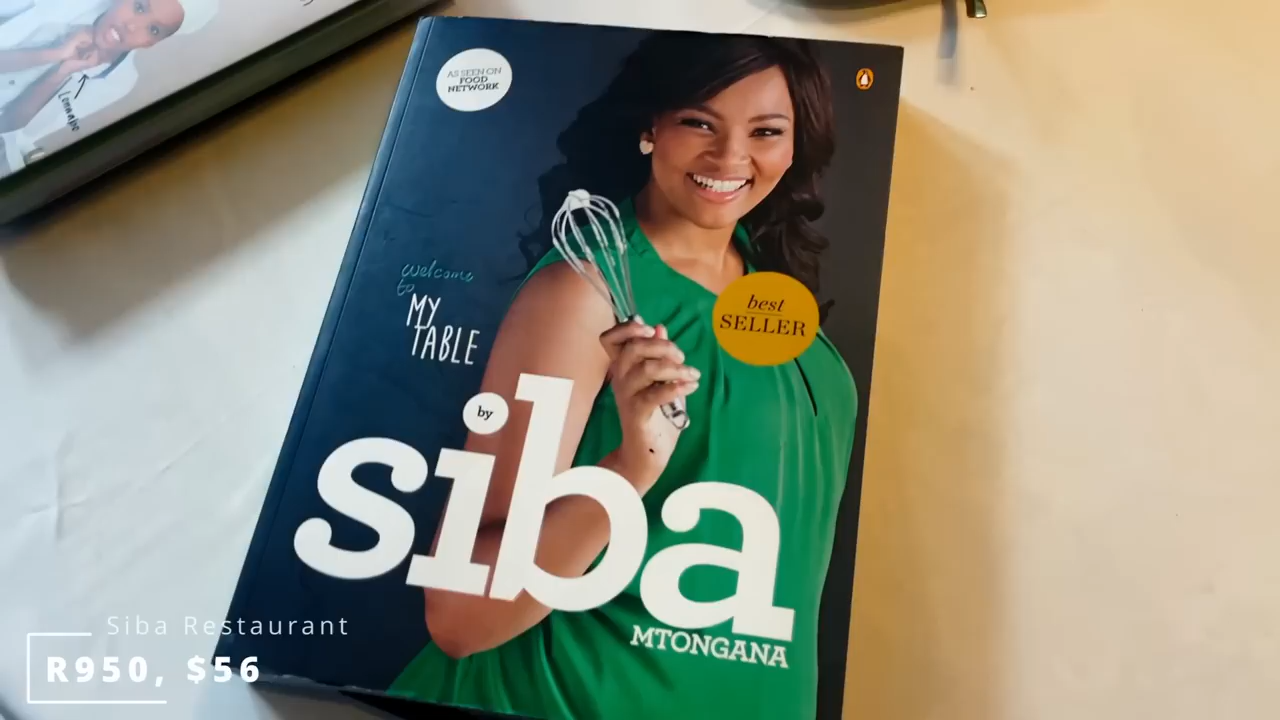 AS SEEN ON
FOOD
NETWORK
welcome
to
MY
TABLE
best
SELLER
by
siba
MTONGANA
Siba Restaurant
R950, $56